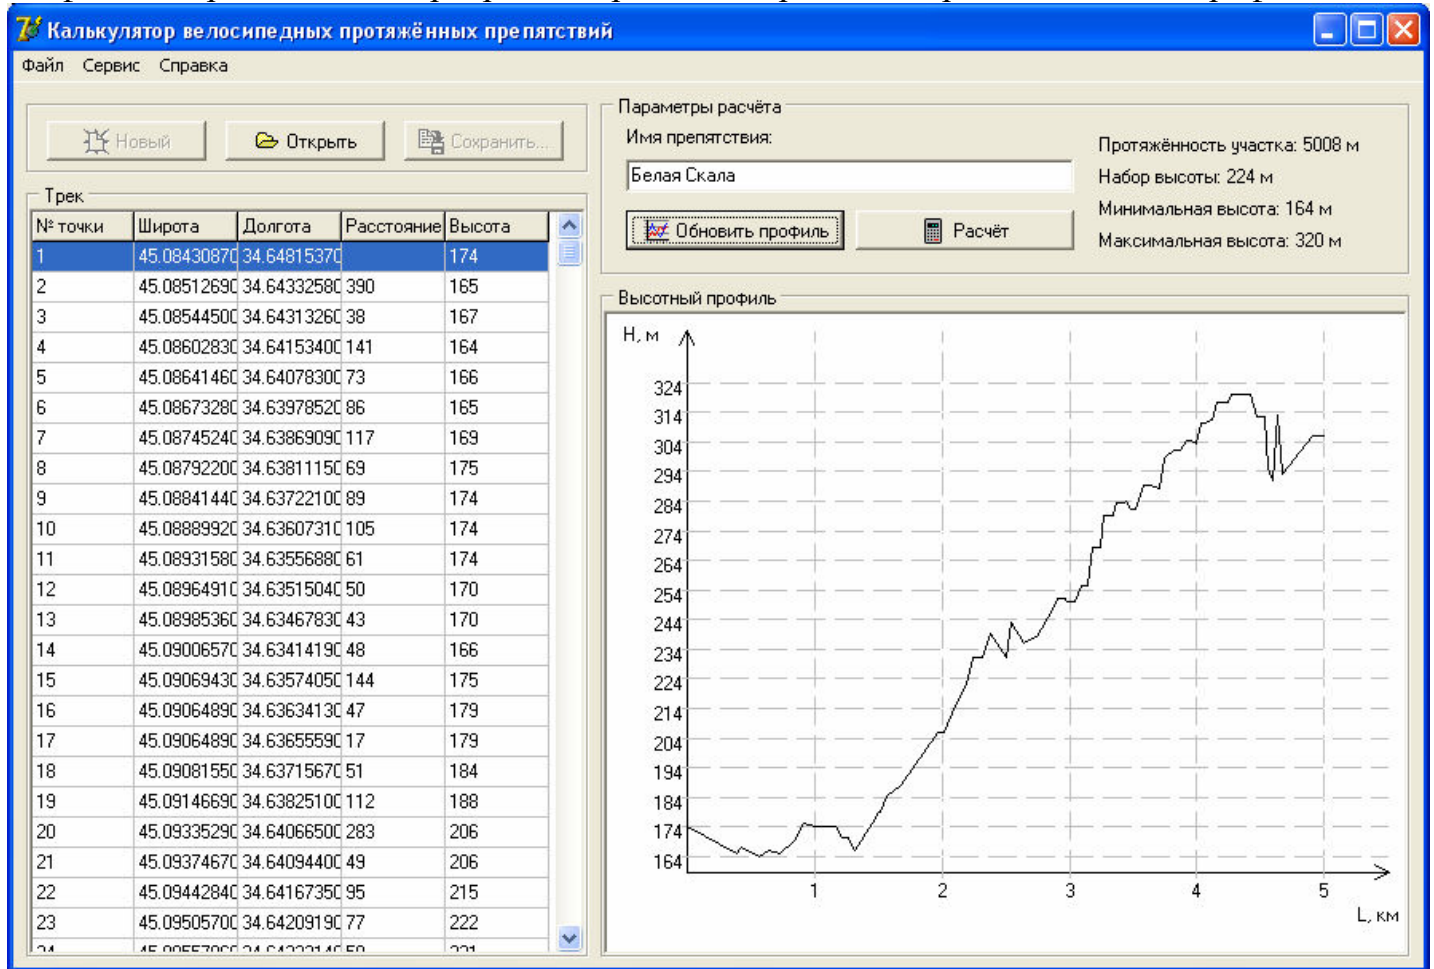 Калькулятор велосипедных протяжённых препятствий
Файл Сервис Справка
Новый Открыть Сохранить...
Трек
№ точки Широта Долгота Расстояние Высота
1 45.08430870 34.64815370 174
2 45.08512690 34.64332580 390 165
3 45.08544500 34.64313260 38 167
4 45.08602830 34.64153400 141 164
5 45.08641460 34.64078300 73 166
6 45.08673280 34.63978520 86 165
7 45.08745240 34.63869090 117 169
8 45.08792200 34.63811150 69 175
9 45.08841440 34.63722100 89 174
10 45.08889920 34.63607310 105 174
11 45.08931580 34.63556880 61 174
12 45.08964910 34.63515040 50 170
13 45.08985360 34.63467830 43 170
14 45.09006570 34.63414190 48 166
15 45.09069430 34.63574050 144 175
16 45.09064890 34.63634130 47 179
17 45.09064890 34.63655590 17 179
18 45.09081550 34.63715670 51 184
19 45.09146690 34.63825100 112 188
20 45.09335290 34.64066500 283 206
21 45.09374670 34.64094400 49 206
22 45.09442840 34.64167350 95 215
23 45.09505700 34.64209190 77 222
Параметры расчёта
Имя препятствия:
Белая Скала
Обновить профиль Расчёт
Протяжённость участка: 5008 м
Набор высоты: 224 м
Минимальная высота: 164 м
Максимальная высота: 320 м
Высотный профиль
Н, м
324
314
304
294
284
274
264
254
244
234
224
214
204
194
184
174
164
1 2 3 4 5
L, км